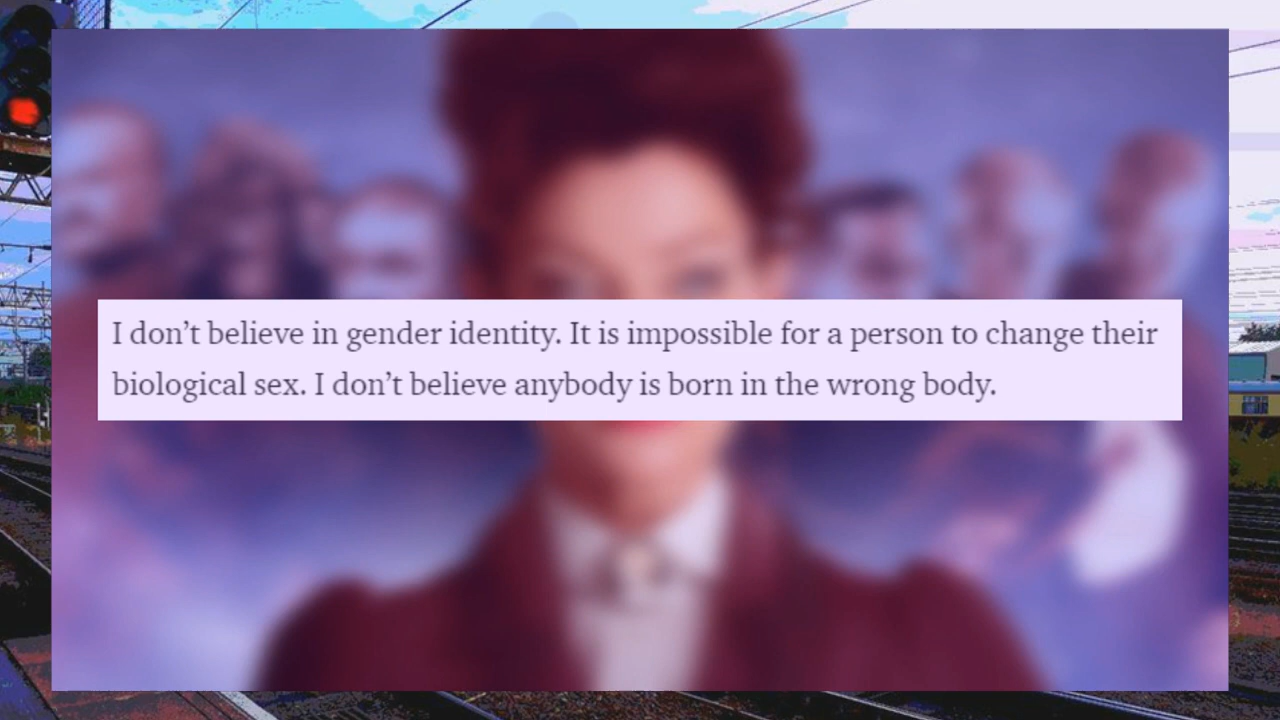 I don’t believe in gender identity. It is impossible for a person to change their
biological sex. I don’t believe anybody is born in the wrong body.